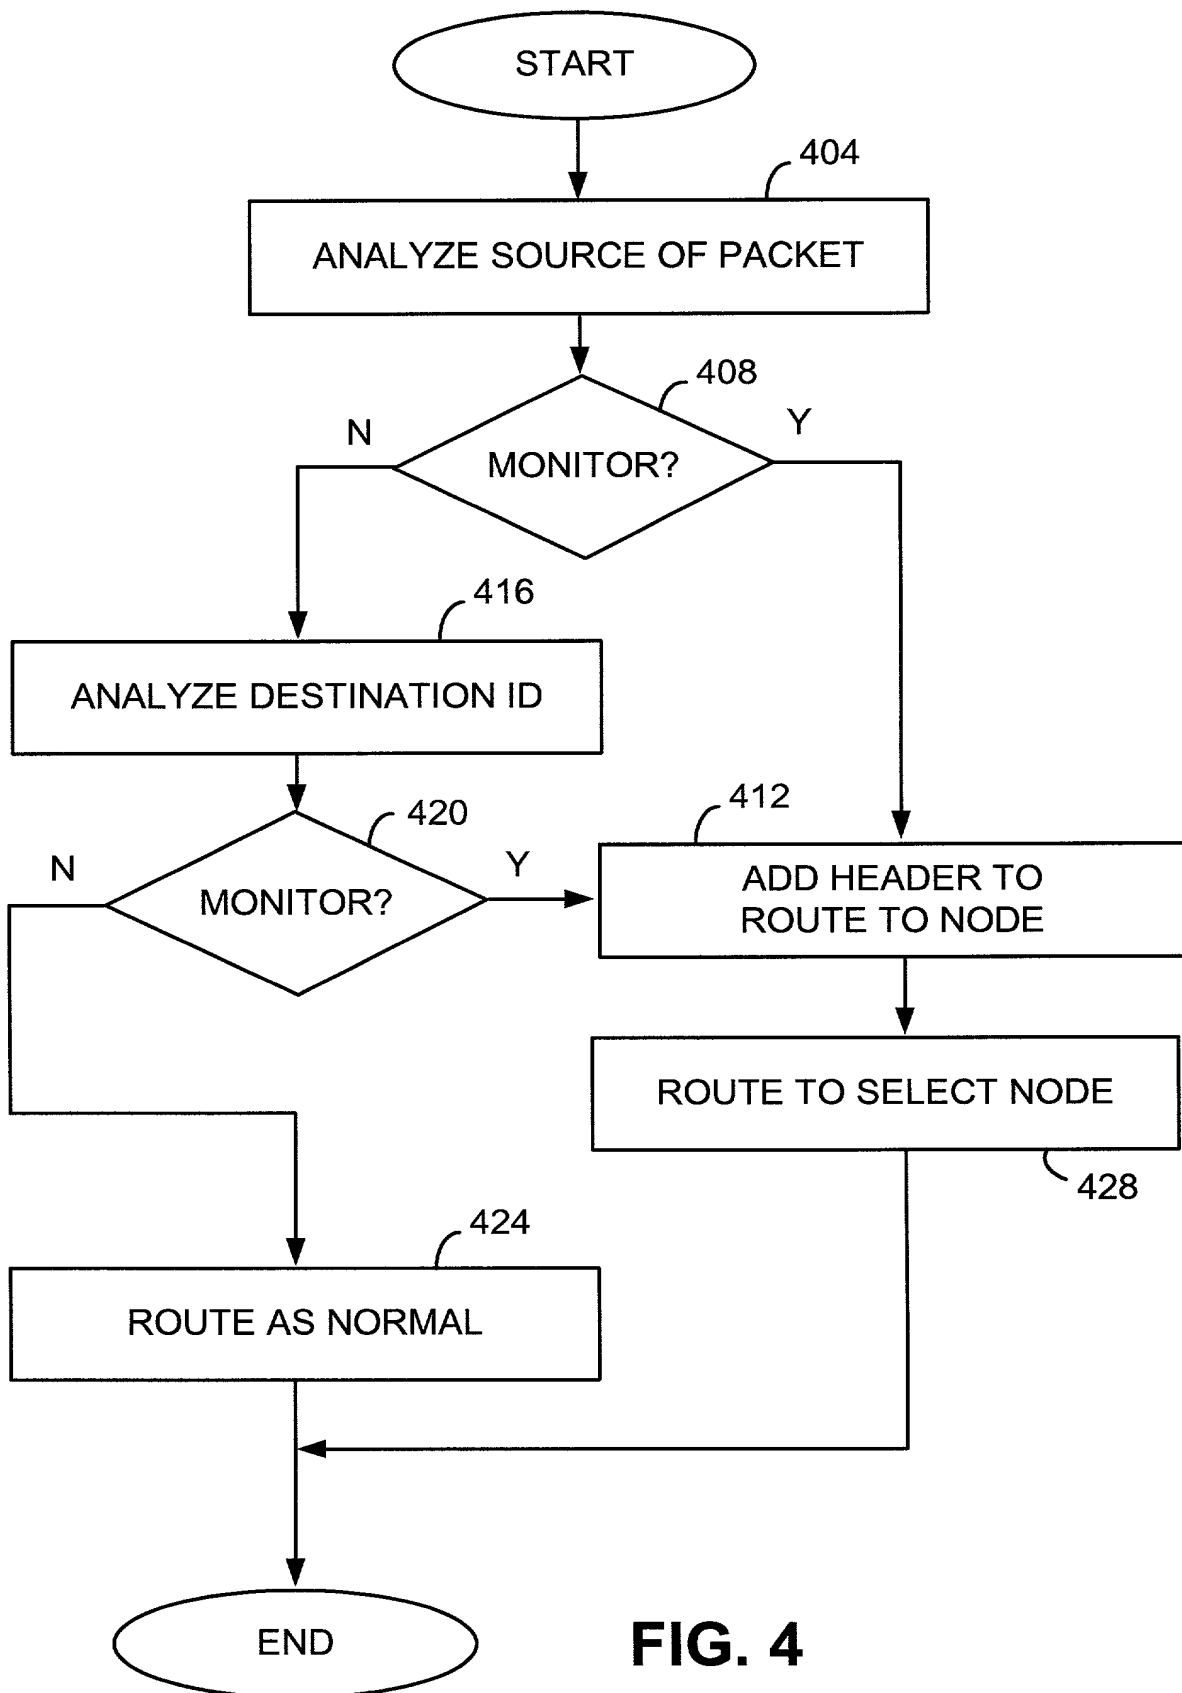 START
404
ANALYZE SOURCE OF PACKET
408
N
Y
MONITOR?
416
ANALYZE DESTINATION ID
420
412
N
Y
MONITOR?
ADD HEADER TO
ROUTE TO NODE
ROUTE TO SELECT NODE
428
424
ROUTE AS NORMAL
END
FIG. 4